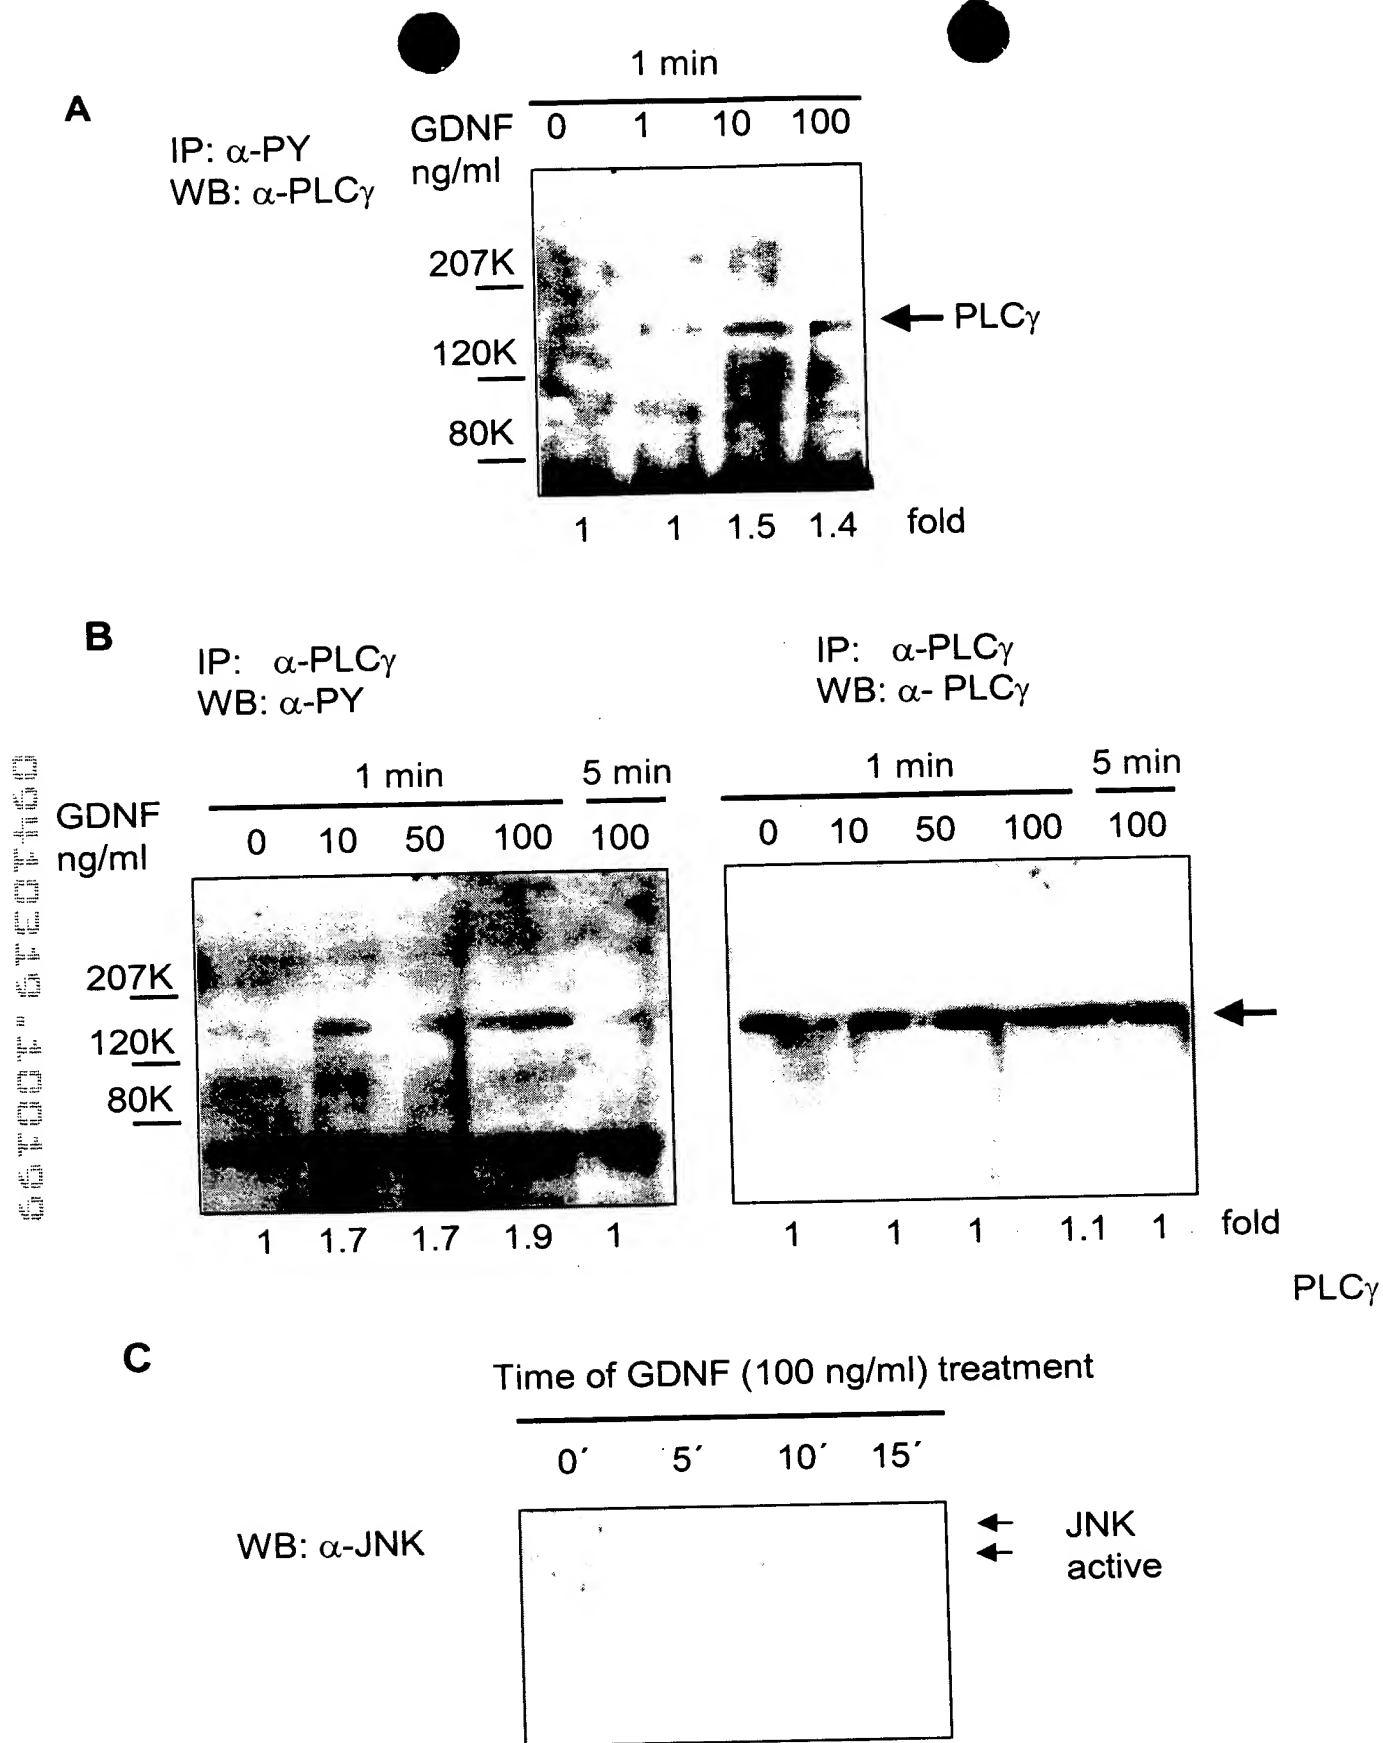 1 min
A
GDNF 0 1 10 100
ng/ml
IP: α-PY
WB: α-PLCγ
207K
PLCγ
120K
80K
1 1 1.5 1.4 fold
B
IP: α-PLCγ
WB: α-PY
IP: α-PLCγ
WB: α- PLCγ
1 min 5 min
1 min 5 min
GDNF
ng/ml
0 10 50 100 100
0 10 50 100 100
207K
120K
80K
1 1.7 1.7 1.9 1
1 1 1 1.1 1 fold
PLCγ
C
Time of GDNF (100 ng/ml) treatment
0´ 5´ 10´ 15´
WB: α-JNK
JNK
active